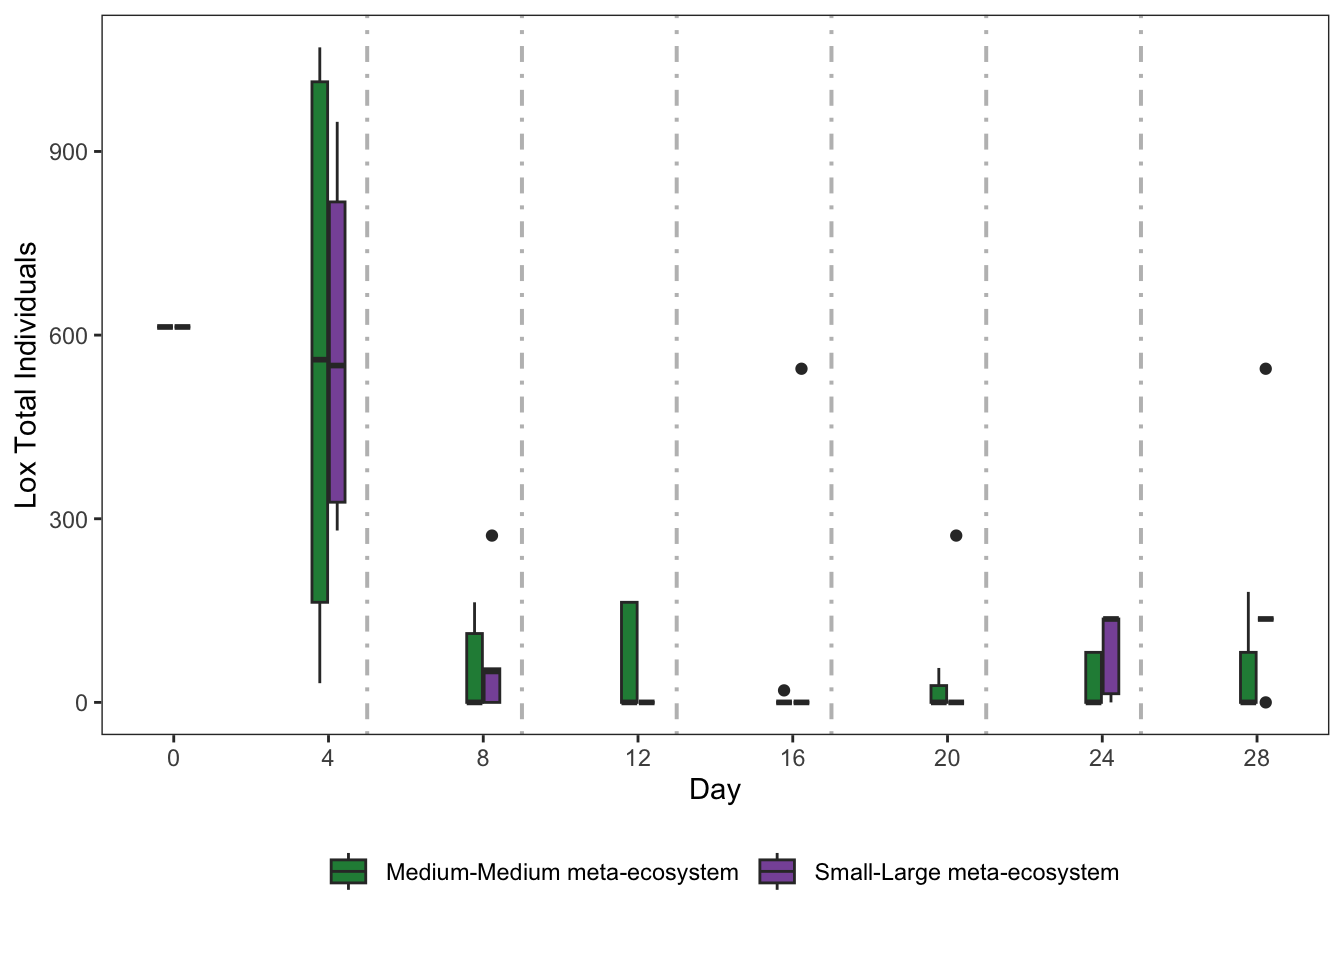 Lox Total Individuals
900
600
300
0
0 4 8 12 16 20 24 28
Day
Medium-Medium meta-ecosystem Small-Large meta-ecosystem